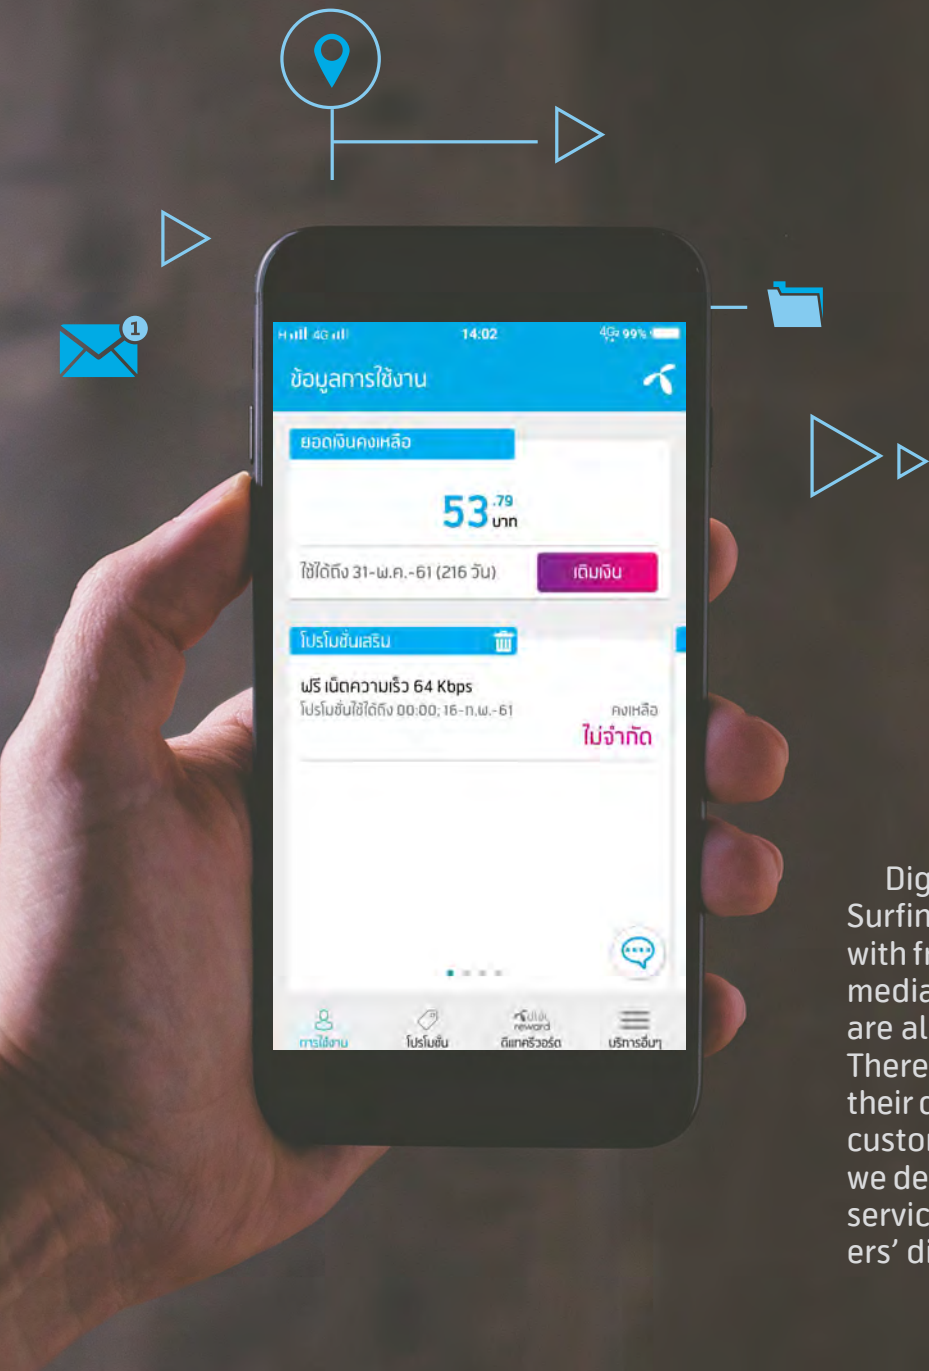 1
14:02
4G 99%
ข้อมูลการใช้งาน
ยอดเงินคงเหลือ
53.79
บาท
ใช้ได้ถึง 31-พ.ค.-61 (216 วัน)
เติมเงิน
โปรโมชั่นเสริม
ฟรี เน็ตความเร็ว 64 Kbps
โปรโมชั่นใช้ได้ถึง 00:00; 16-ก.พ.-61
คงเหลือ
ไม่จำกัด
reward
การใช้งาน
โปรโมชั่น
ดีแทครีวอร์ด
บริการอื่นๆ
Dig
Surfin
with fr
media
are al
There
their c
custor
we de
servic
ers’ di